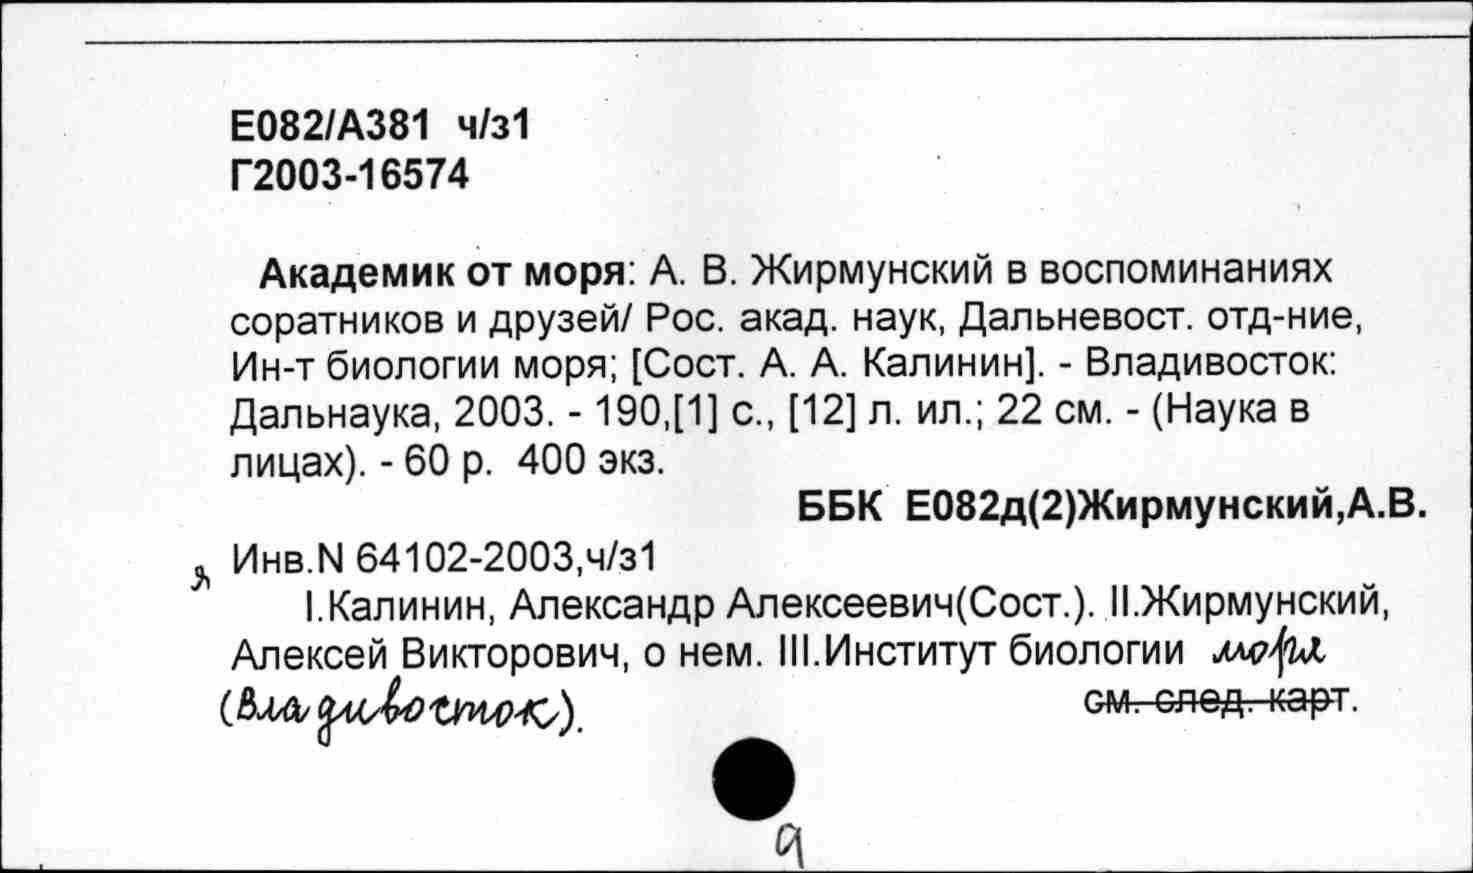 Е082/А381 ч/з1
Г2003-16574
Академик от моря: А. В. Жирмунский в воспоминаниях
соратников и друзей/ Рос. акад. наук, Дальневост. отд-ние,
Ин-т биологии моря; [Сост. А. А. Калинин]. - Владивосток:
Дальнаука, 2003. - 190,[1] с., [12] л. ил.; 22 см. - (Наука в
лицах). - 60 р. 400 экз.
ББК Е082д(2)Жирмунский,А.В.
Инв.N 64102-2003,ч/з1
I.Калинин, Александр Алексеевич(Сост.). II.Жирмунский,
Алексей Викторович, о нем. III.Институт биологии моря
(Владивосток).
см. след. карт.